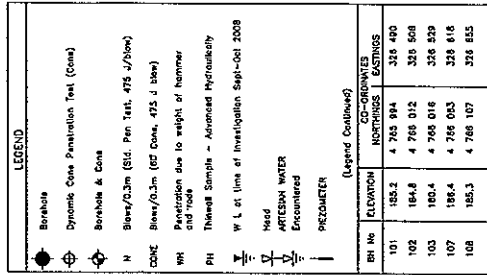 LEGEND
Borehole
Dynamic Cone Penetration Test (Cone)
Borehole & Cone
N Blows/0.3m (Std. Pen Test, 475 J/blow)
CONE Blows/0.3m (60° Cone, 475 J blow)
WH Penetration due to weight of hammer
and rods
PH Thinwall Sample - Advanced Hydraulically
W L at time of Investigation Sept-Oct 2008
Head
ARTESIAN WATER
Encountered
PIEZOMETER
(Legend Continued)
BH No ELEVATION CO-ORDINATES
NORTHINGS EASTINGS
101 185.2 4 765 994 326 490
102 184.8 4 766 012 326 508
103 180.4 4 766 016 326 529
107 186.4 4 766 083 326 616
108 185.3 4 766 107 326 655